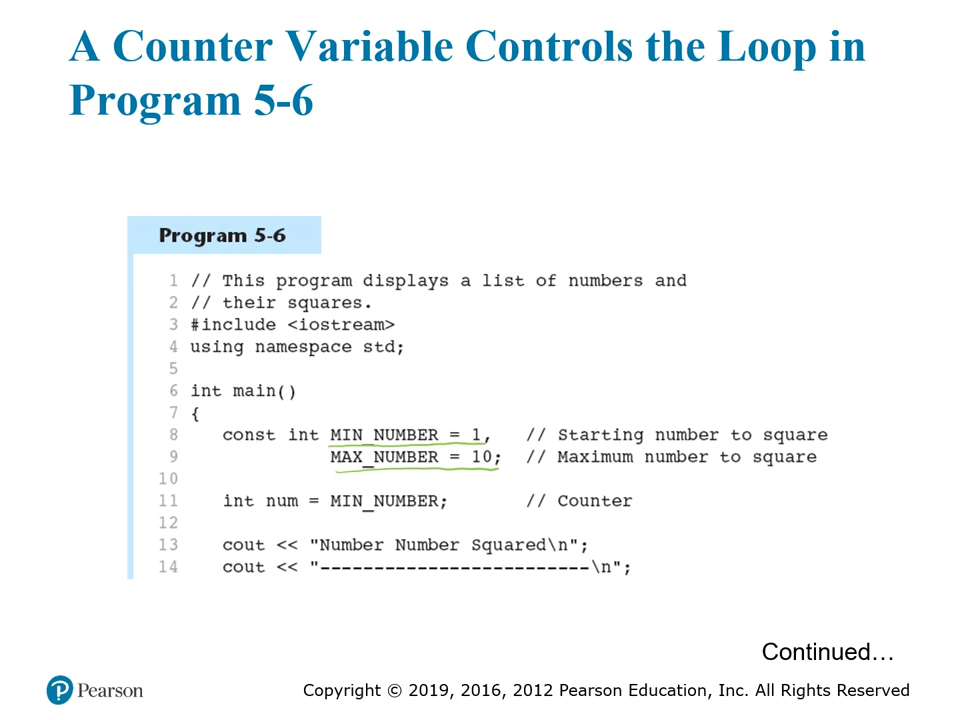 A Counter Variable Controls the Loop in
Program 5-6
Program 5-6
1 // This program displays a list of numbers and
2 // their squares.
3 #include <iostream>
4 using namespace std;
5
6 int main()
7 {
8    const int MIN_NUMBER = 1,   // Starting number to square
9              MAX_NUMBER = 10;  // Maximum number to square
10
11    int num = MIN_NUMBER;       // Counter
12
13    cout << "Number Number Squared\n";
14    cout << "-------------------------\n";
Continued…
Pearson
Copyright © 2019, 2016, 2012 Pearson Education, Inc. All Rights Reserved